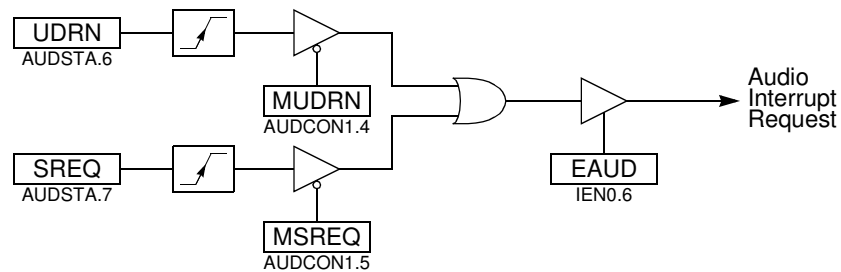 UDRN
AUDSTA.6
MUDRN
AUDCON1.4
SREQ
AUDSTA.7
MSREQ
AUDCON1.5
EAUD
IEN0.6
Audio
Interrupt
Request